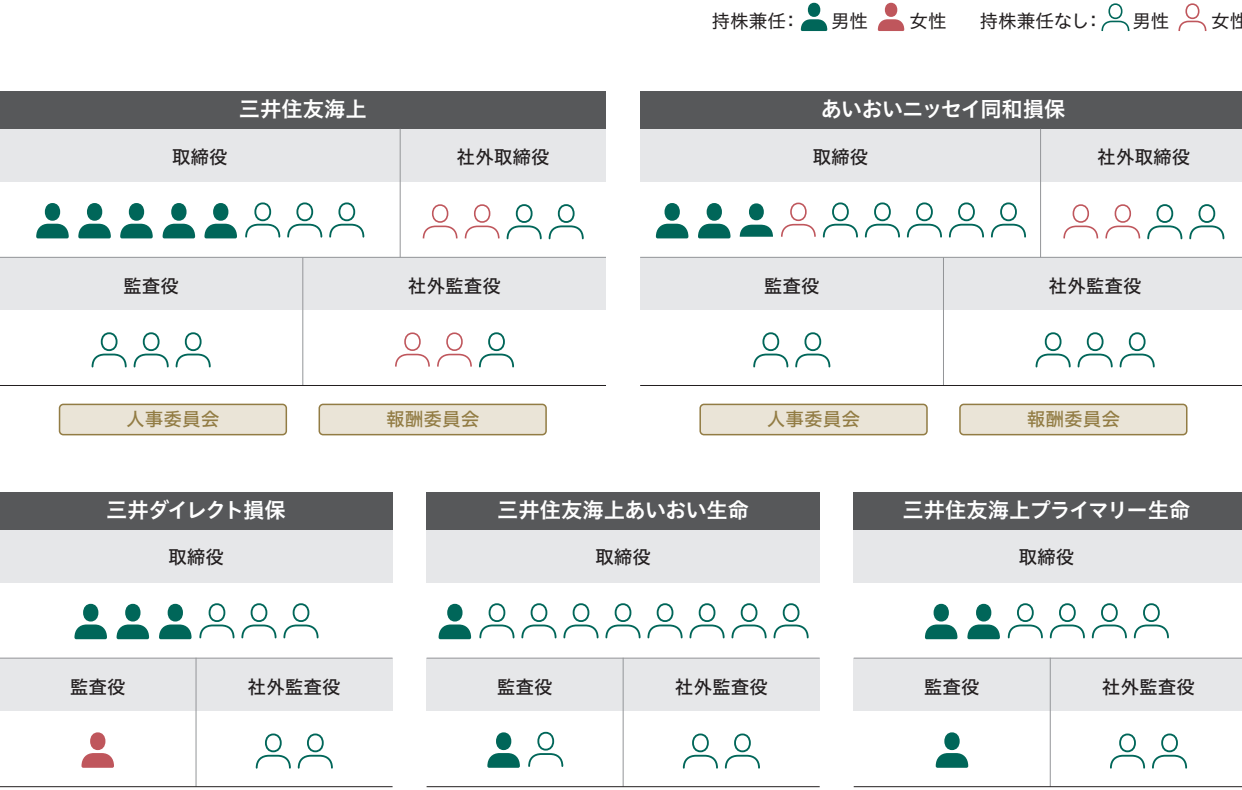 持株兼任: 男性 女性 持株兼任なし: 男性 女性
三井住友海上
取締役 社外取締役
監査役 社外監査役
人事委員会 報酬委員会
あいおいニッセイ同和損保
取締役 社外取締役
監査役 社外監査役
人事委員会 報酬委員会
三井ダイレクト損保
取締役
監査役 社外監査役
三井住友海上あいおい生命
取締役
監査役 社外監査役
三井住友海上プライマリー生命
取締役
監査役 社外監査役